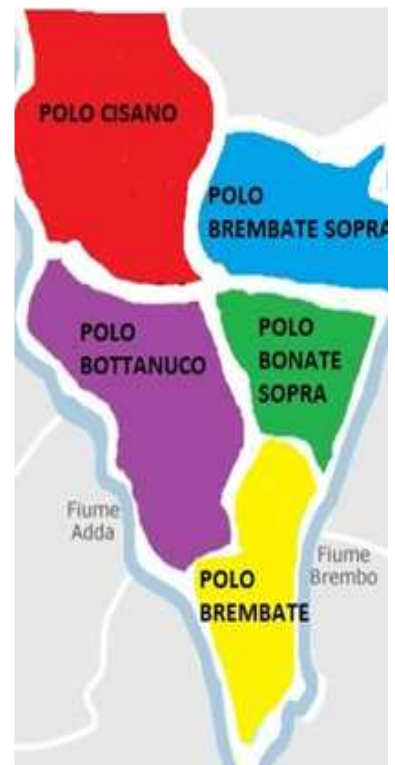 POLO CISANO
POLO
BREMBATE SOPRA
POLO
BOTTANUCO
POLO
BONATE
SOPRA
Fiume
Adda
Fiume
Brembo
POLO
BREMBATE